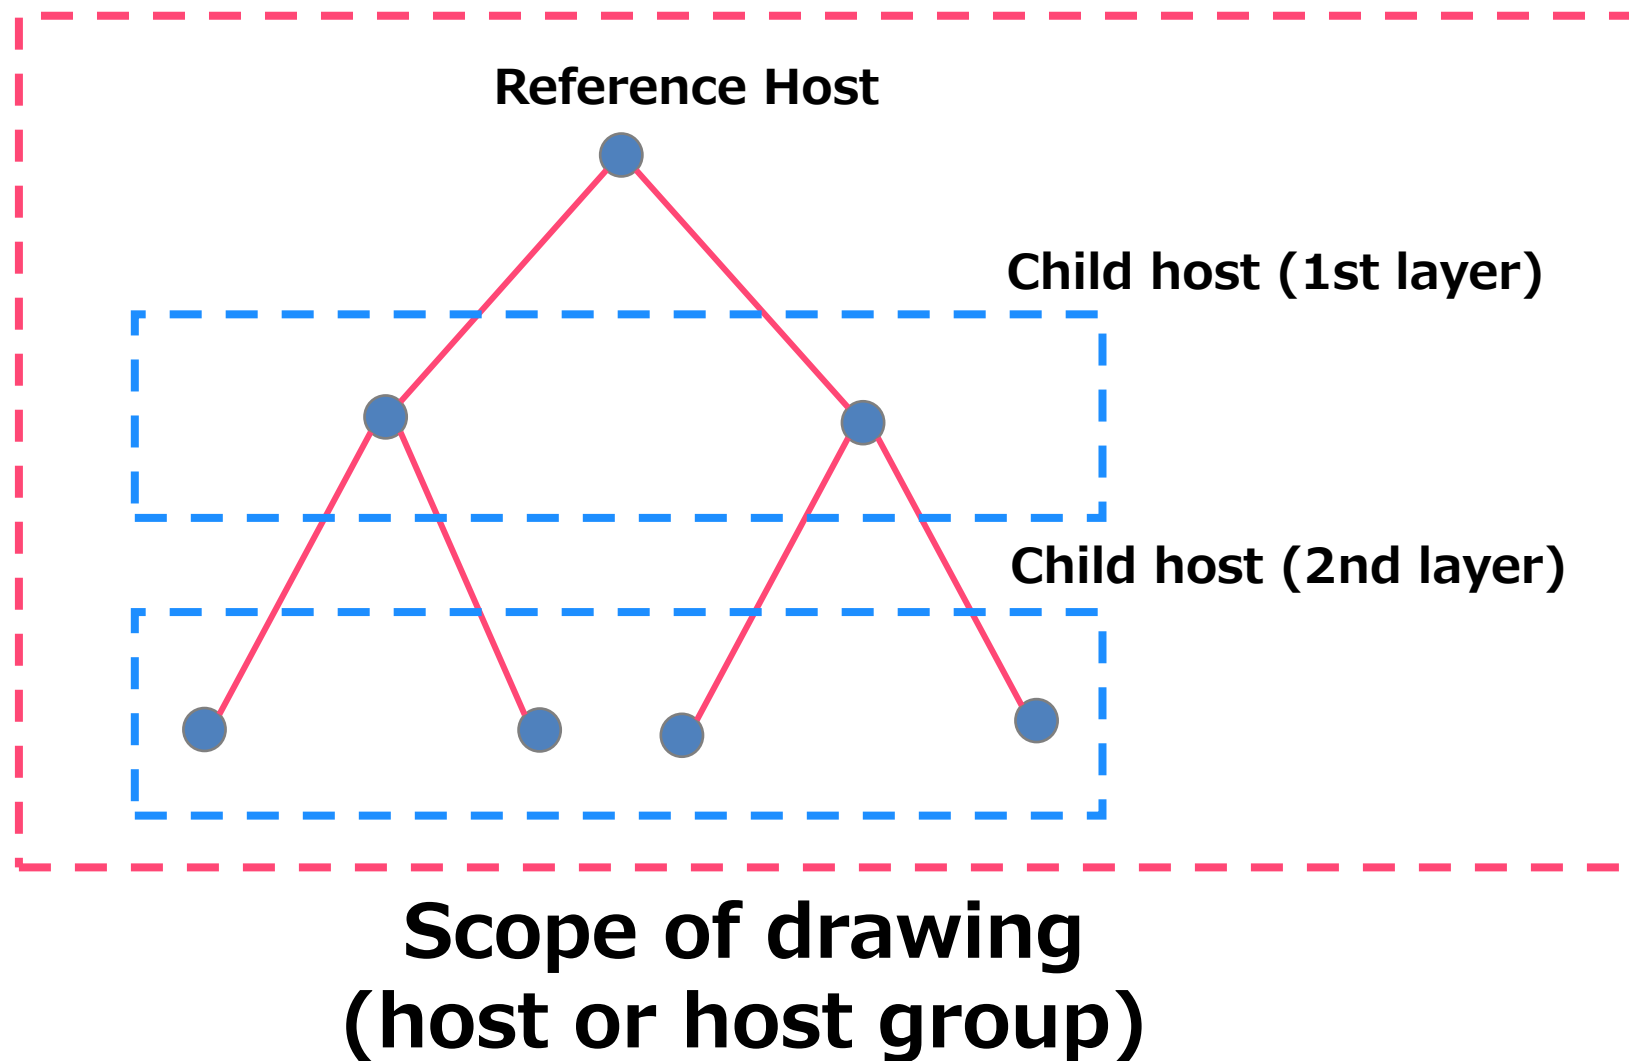 Reference Host
Child host (1st layer)
Child host (2nd layer)
Scope of drawing
(host or host group)